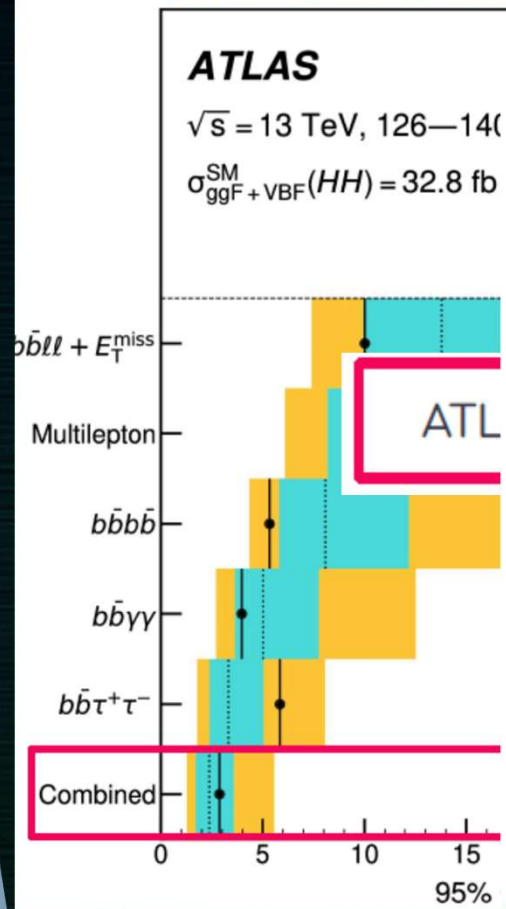 ATLAS
√s = 13 TeV, 126—140
σ^SM_ggF + VBF(HH) = 32.8 fb
bb̄ℓℓ + E_T^miss
ATL
Multilepton
bb̄bb̄
bb̄γγ
bb̄τ⁺τ⁻
Combined
0 5 10 15
95%